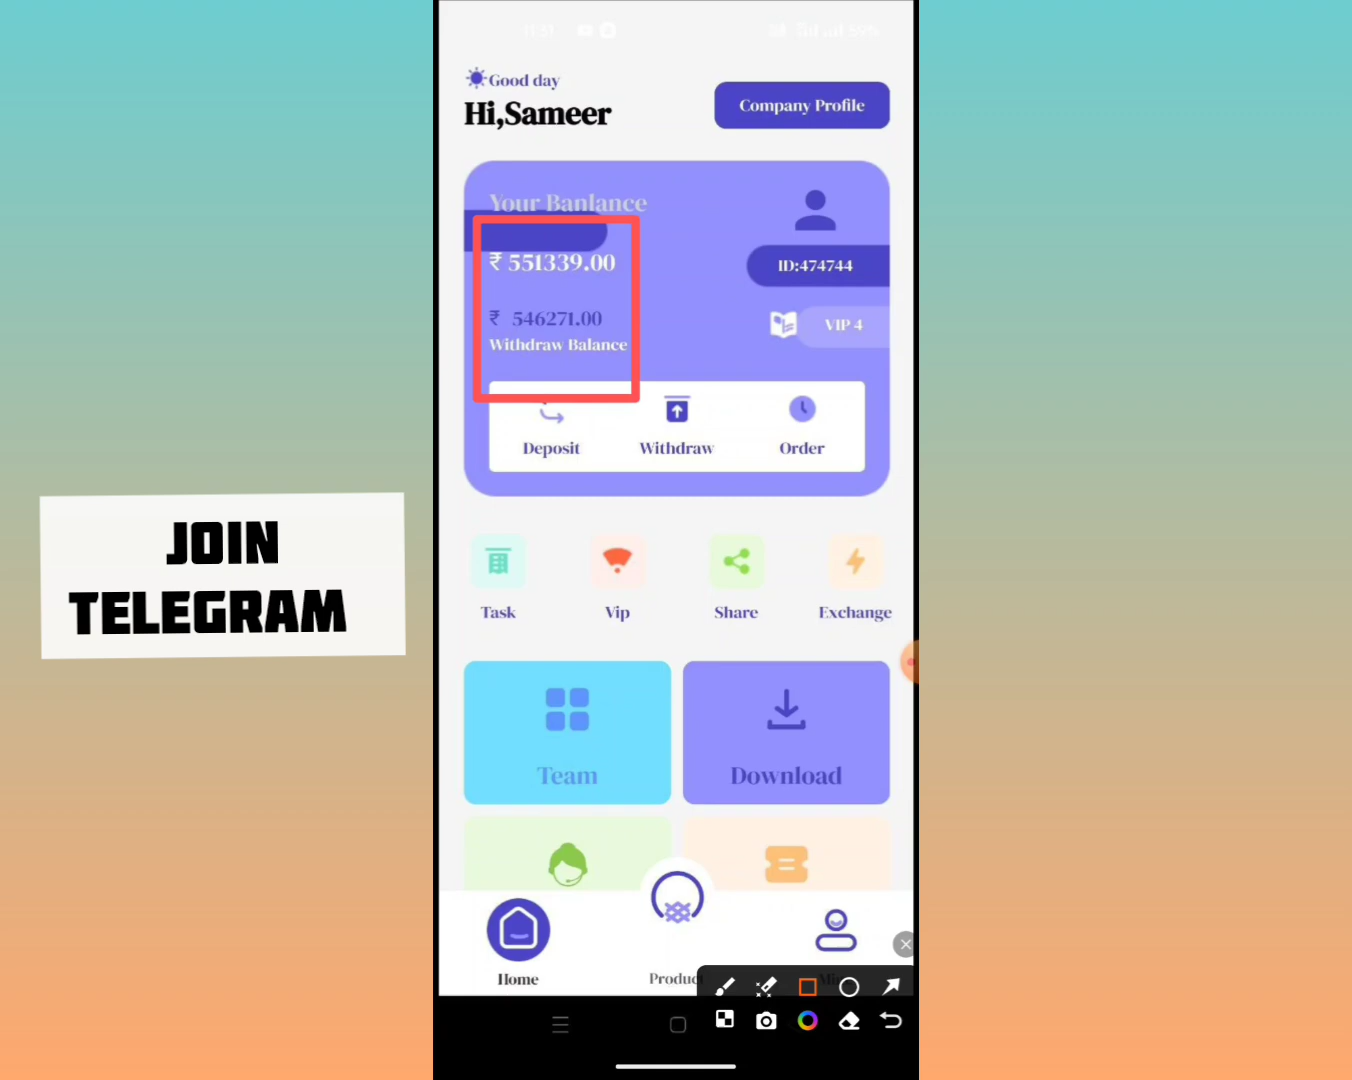 Good day
Hi,Sameer
Company Profile
Your Banlance
₹ 551339.00
ID:474744
₹ 546271.00
VIP 4
Withdraw Balance
Deposit
Withdraw
Order
JOIN
TELEGRAM
Task
Vip
Share
Exchange
Team
Download
Home